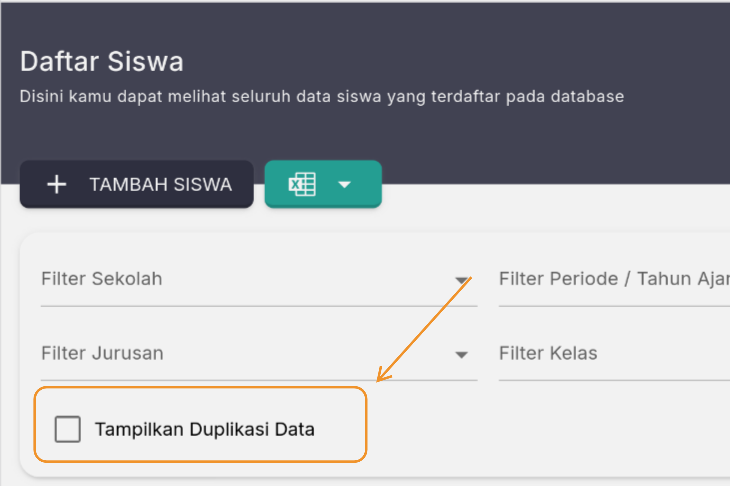 Daftar Siswa
Disini kamu dapat melihat seluruh data siswa yang terdaftar pada database
TAMBAH SISWA
Filter Sekolah
Filter Periode / Tahun Ajar
Filter Jurusan
Filter Kelas
Tampilkan Duplikasi Data